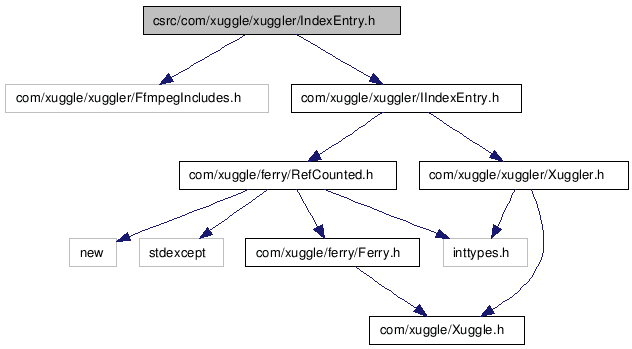 csrc/com/xuggle/xuggler/IndexEntry.h
com/xuggle/xuggler/FfmpegIncludes.h
com/xuggle/xuggler/IIndexEntry.h
com/xuggle/ferry/RefCounted.h
com/xuggle/xuggler/Xuggler.h
new
stdexcept
com/xuggle/ferry/Ferry.h
inttypes.h
com/xuggle/Xuggle.h